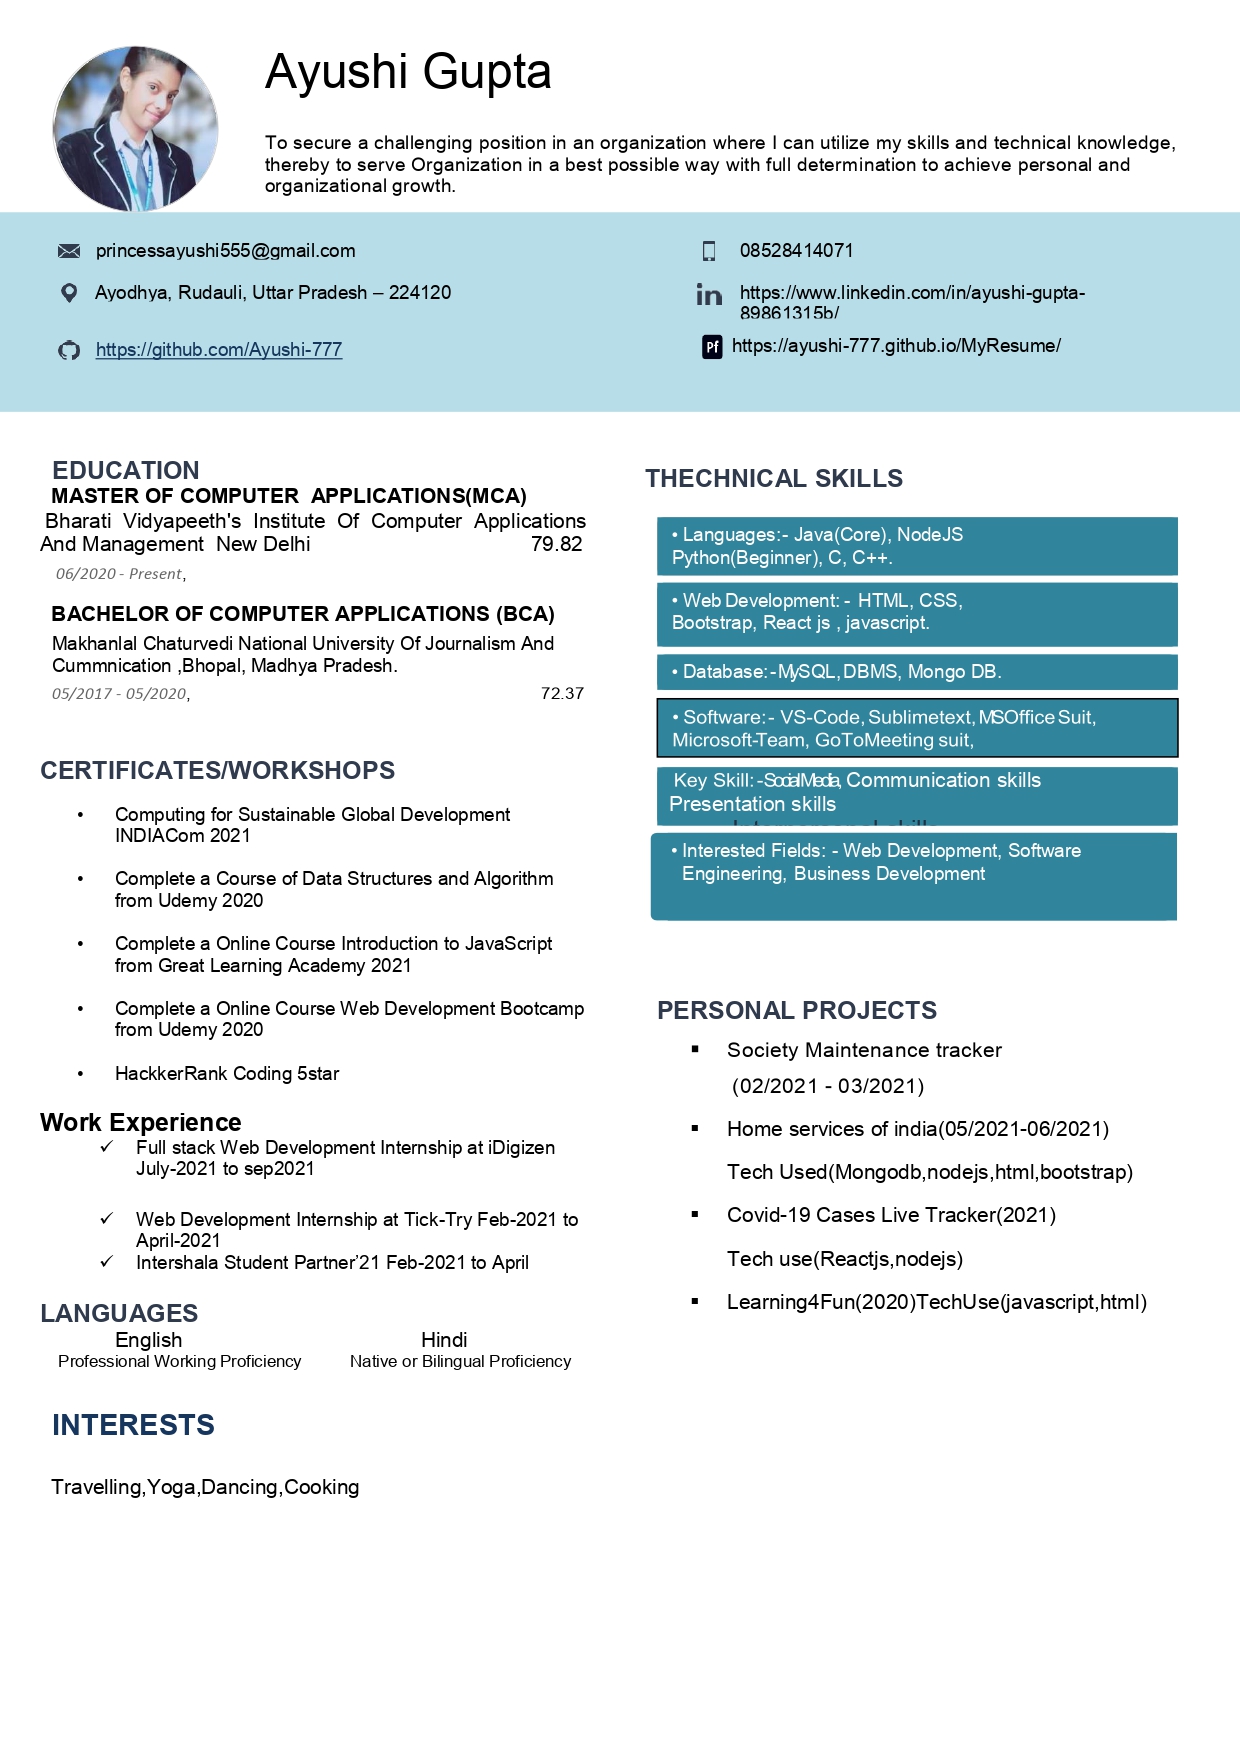 Ayushi Gupta
To secure a challenging position in an organization where I can utilize my skills and technical knowledge,
thereby to serve Organization in a best possible way with full determination to achieve personal and
organizational growth.
princessayushi555@gmail.com
08528414071
Ayodhya, Rudauli, Uttar Pradesh – 224120
https://www.linkedin.com/in/ayushi-gupta-
89861315b/
https://github.com/Ayushi-777
Pf https://ayushi-777.github.io/MyResume/
EDUCATION
MASTER OF COMPUTER APPLICATIONS(MCA)
Bharati Vidyapeeth's Institute Of Computer Applications
And Management New Delhi 79.82
06/2020 - Present,
BACHELOR OF COMPUTER APPLICATIONS (BCA)
Makhanlal Chaturvedi National University Of Journalism And
Cummnication ,Bhopal, Madhya Pradesh.
05/2017 - 05/2020, 72.37
CERTIFICATES/WORKSHOPS
• Computing for Sustainable Global Development
INDIACom 2021
• Complete a Course of Data Structures and Algorithm
from Udemy 2020
• Complete a Online Course Introduction to JavaScript
from Great Learning Academy 2021
• Complete a Online Course Web Development Bootcamp
from Udemy 2020
• HackkerRank Coding 5star
Work Experience
✓ Full stack Web Development Internship at iDigizen
July-2021 to sep2021
✓ Web Development Internship at Tick-Try Feb-2021 to
April-2021
✓ Intershala Student Partner’21 Feb-2021 to April
LANGUAGES
English Hindi
Professional Working Proficiency Native or Bilingual Proficiency
INTERESTS
Travelling,Yoga,Dancing,Cooking
THECHNICAL SKILLS
• Languages:- Java(Core), NodeJS
Python(Beginner), C, C++.
• Web Development: - HTML, CSS,
Bootstrap, React js , javascript.
• Database:-MySQL, DBMS, Mongo DB.
• Software:- VS-Code, Sublimetext, MSOffice Suit,
Microsoft-Team, GoToMeeting suit,
Key Skill:-Social Media, Communication skills
Presentation skills
Interpersonal skills
• Interested Fields: - Web Development, Software
Engineering, Business Development
PERSONAL PROJECTS
▪ Society Maintenance tracker
(02/2021 - 03/2021)
▪ Home services of india(05/2021-06/2021)
Tech Used(Mongodb,nodejs,html,bootstrap)
▪ Covid-19 Cases Live Tracker(2021)
Tech use(Reactjs,nodejs)
▪ Learning4Fun(2020)TechUse(javascript,html)